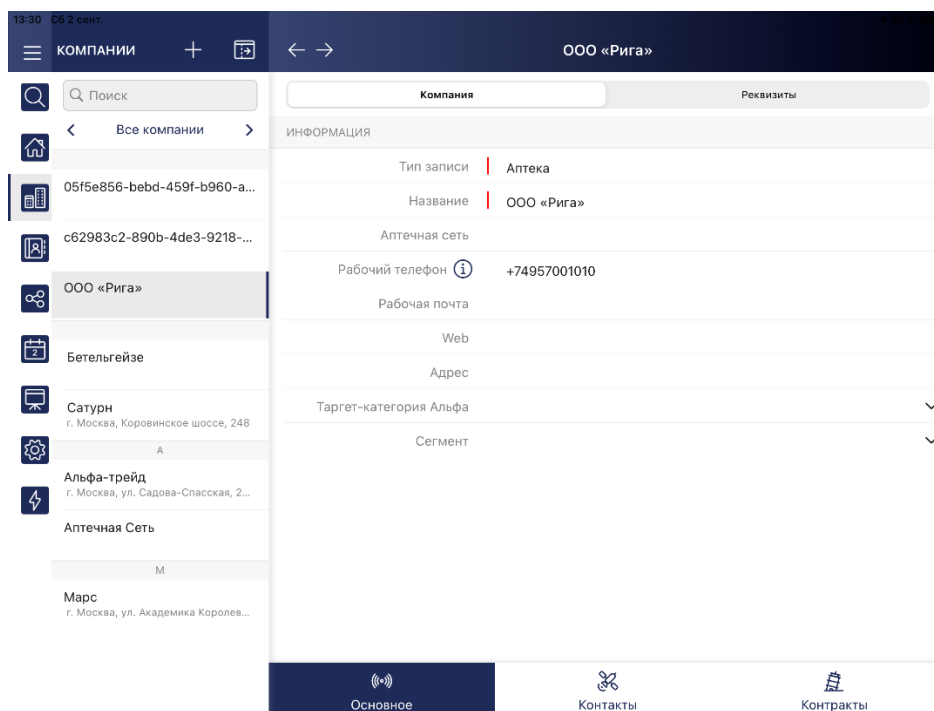 13:30 Сб 2 сент.
КОМПАНИИ
ООО «Рига»
Поиск
Компания
Реквизиты
Все компании
ИНФОРМАЦИЯ
Тип записи
Аптека
05f5e856-bebd-459f-b960-a...
Название
ООО «Рига»
c62983c2-890b-4de3-9218-...
Аптечная сеть
Рабочий телефон
+74957001010
ООО «Рига»
Рабочая почта
Web
2
Бетельгейзе
Адрес
Сатурн
г. Москва, Коровинское шоссе, 248
Таргет-категория Альфа
Сегмент
А
Альфа-трейд
г. Москва, ул. Садова-Спасская, 2...
Аптечная Сеть
М
Марс
г. Москва, ул. Академика Королев...
Основное
Контакты
Контракты